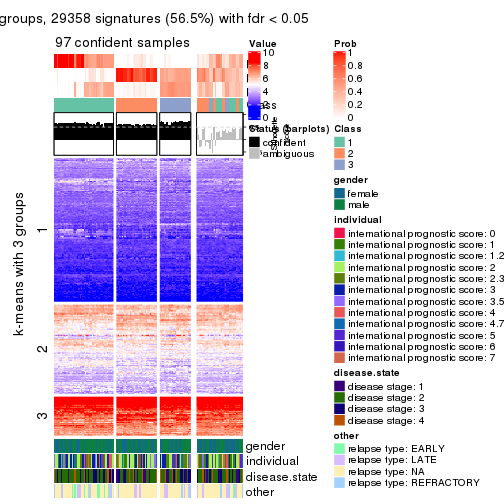 groups, 29358 signatures (56.5%) with fdr < 0.05
97 confident samples
k-means with 3 groups
1
2
3
gender
individual
disease.state
other
Value
10
8
6
4
2
0
Status (barplots)
confident
ambiguous
Prob
1
0.8
0.6
0.4
0.2
0
Class
1
2
3
gender
female
male
individual
international prognostic score: 0
international prognostic score: 1
international prognostic score: 1.2
international prognostic score: 2
international prognostic score: 2.3
international prognostic score: 3
international prognostic score: 3.5
international prognostic score: 4
international prognostic score: 4.7
international prognostic score: 5
international prognostic score: 6
international prognostic score: 7
disease.state
disease stage: 1
disease stage: 2
disease stage: 3
disease stage: 4
other
relapse type: EARLY
relapse type: LATE
relapse type: NA
relapse type: REFRACTORY